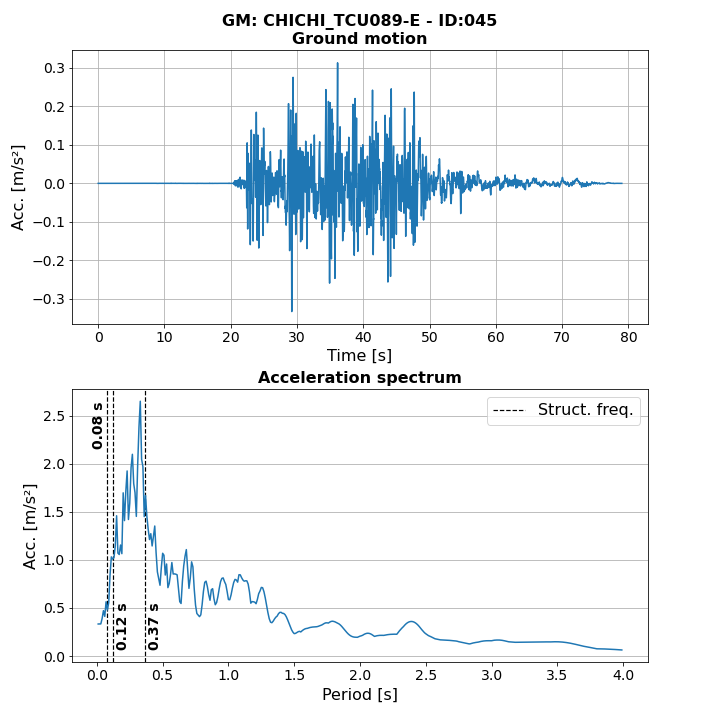 GM: CHICHI_TCU089-E - ID:045
Ground motion
0.3
0.2
0.1
0.0
−0.1
−0.2
−0.3
Acc. [m/s²]
0 10 20 30 40 50 60 70 80
Time [s]
Acceleration spectrum
2.5
2.0
1.5
1.0
0.5
0.0
Acc. [m/s²]
0.08 s
0.12 s
0.37 s
Struct. freq.
0.0 0.5 1.0 1.5 2.0 2.5 3.0 3.5 4.0
Period [s]